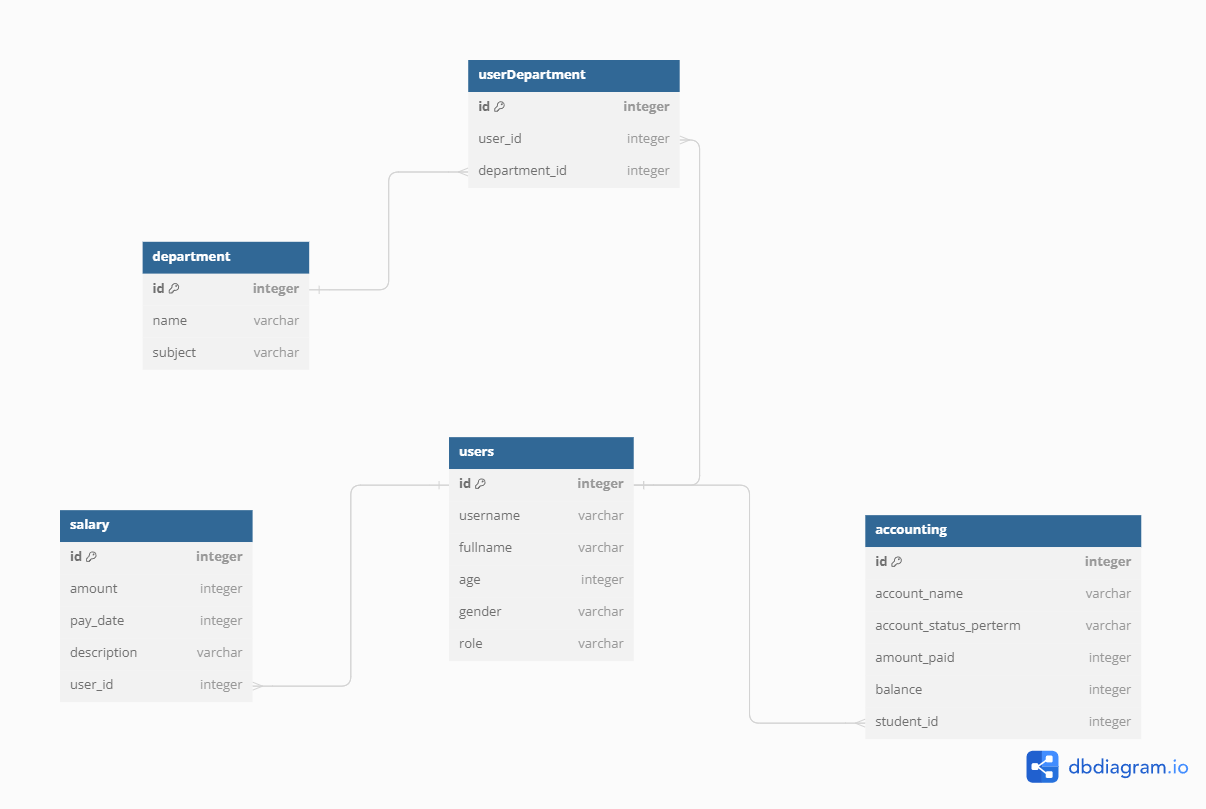 userDepartment
id integer
user_id integer
department_id integer
department
id integer
name varchar
subject varchar
users
id integer
username varchar
fullname varchar
age integer
gender varchar
role varchar
salary
id integer
amount integer
pay_date integer
description varchar
user_id integer
accounting
id integer
account_name varchar
account_status_perterm varchar
amount_paid integer
balance integer
student_id integer
dbdiagram.io